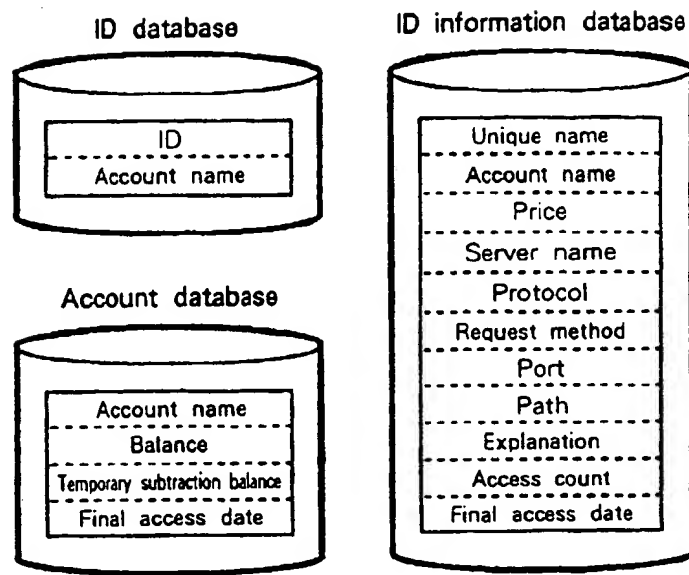 ID database
ID
Account name
Account database
Account name
Balance
Temporary subtraction balance
Final access date
ID information database
Unique name
Account name
Price
Server name
Protocol
Request method
Port
Path
Explanation
Access count
Final access date